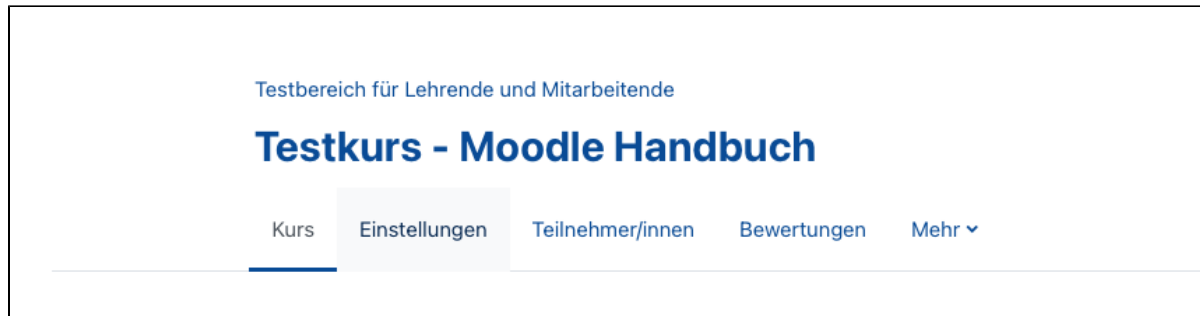 Testbereich für Lehrende und Mitarbeitende
Testkurs - Moodle Handbuch
Kurs Einstellungen Teilnehmer/innen Bewertungen Mehr